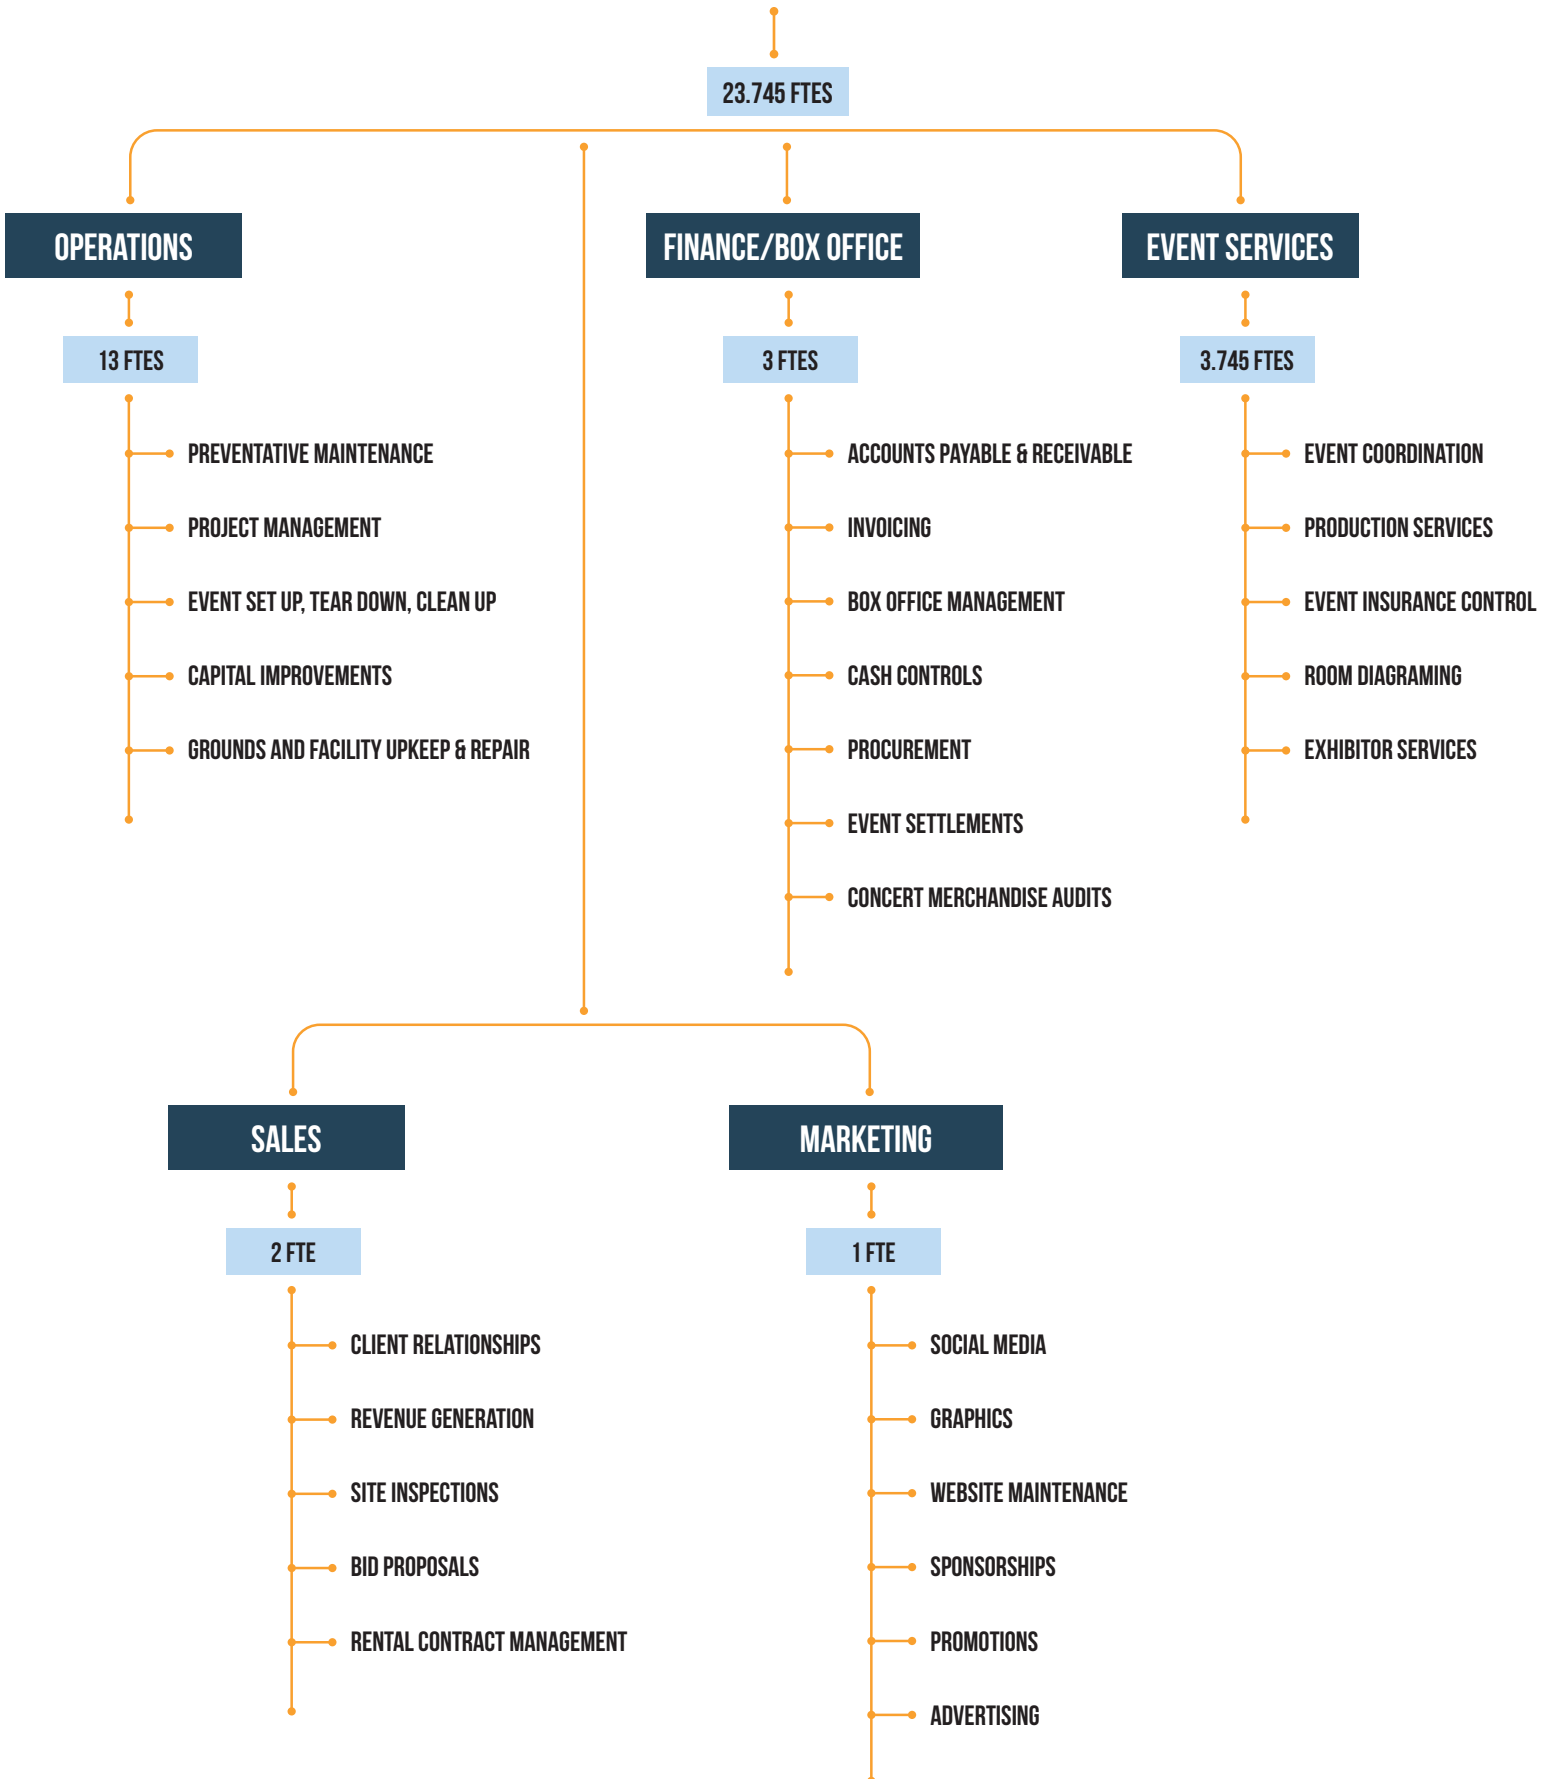 23.745 FTES
OPERATIONS
13 FTES
PREVENTATIVE MAINTENANCE
PROJECT MANAGEMENT
EVENT SET UP, TEAR DOWN, CLEAN UP
CAPITAL IMPROVEMENTS
GROUNDS AND FACILITY UPKEEP & REPAIR
FINANCE/BOX OFFICE
3 FTES
ACCOUNTS PAYABLE & RECEIVABLE
INVOICING
BOX OFFICE MANAGEMENT
CASH CONTROLS
PROCUREMENT
EVENT SETTLEMENTS
CONCERT MERCHANDISE AUDITS
EVENT SERVICES
3.745 FTES
EVENT COORDINATION
PRODUCTION SERVICES
EVENT INSURANCE CONTROL
ROOM DIAGRAMING
EXHIBITOR SERVICES
SALES
2 FTE
CLIENT RELATIONSHIPS
REVENUE GENERATION
SITE INSPECTIONS
BID PROPOSALS
RENTAL CONTRACT MANAGEMENT
MARKETING
1 FTE
SOCIAL MEDIA
GRAPHICS
WEBSITE MAINTENANCE
SPONSORSHIPS
PROMOTIONS
ADVERTISING